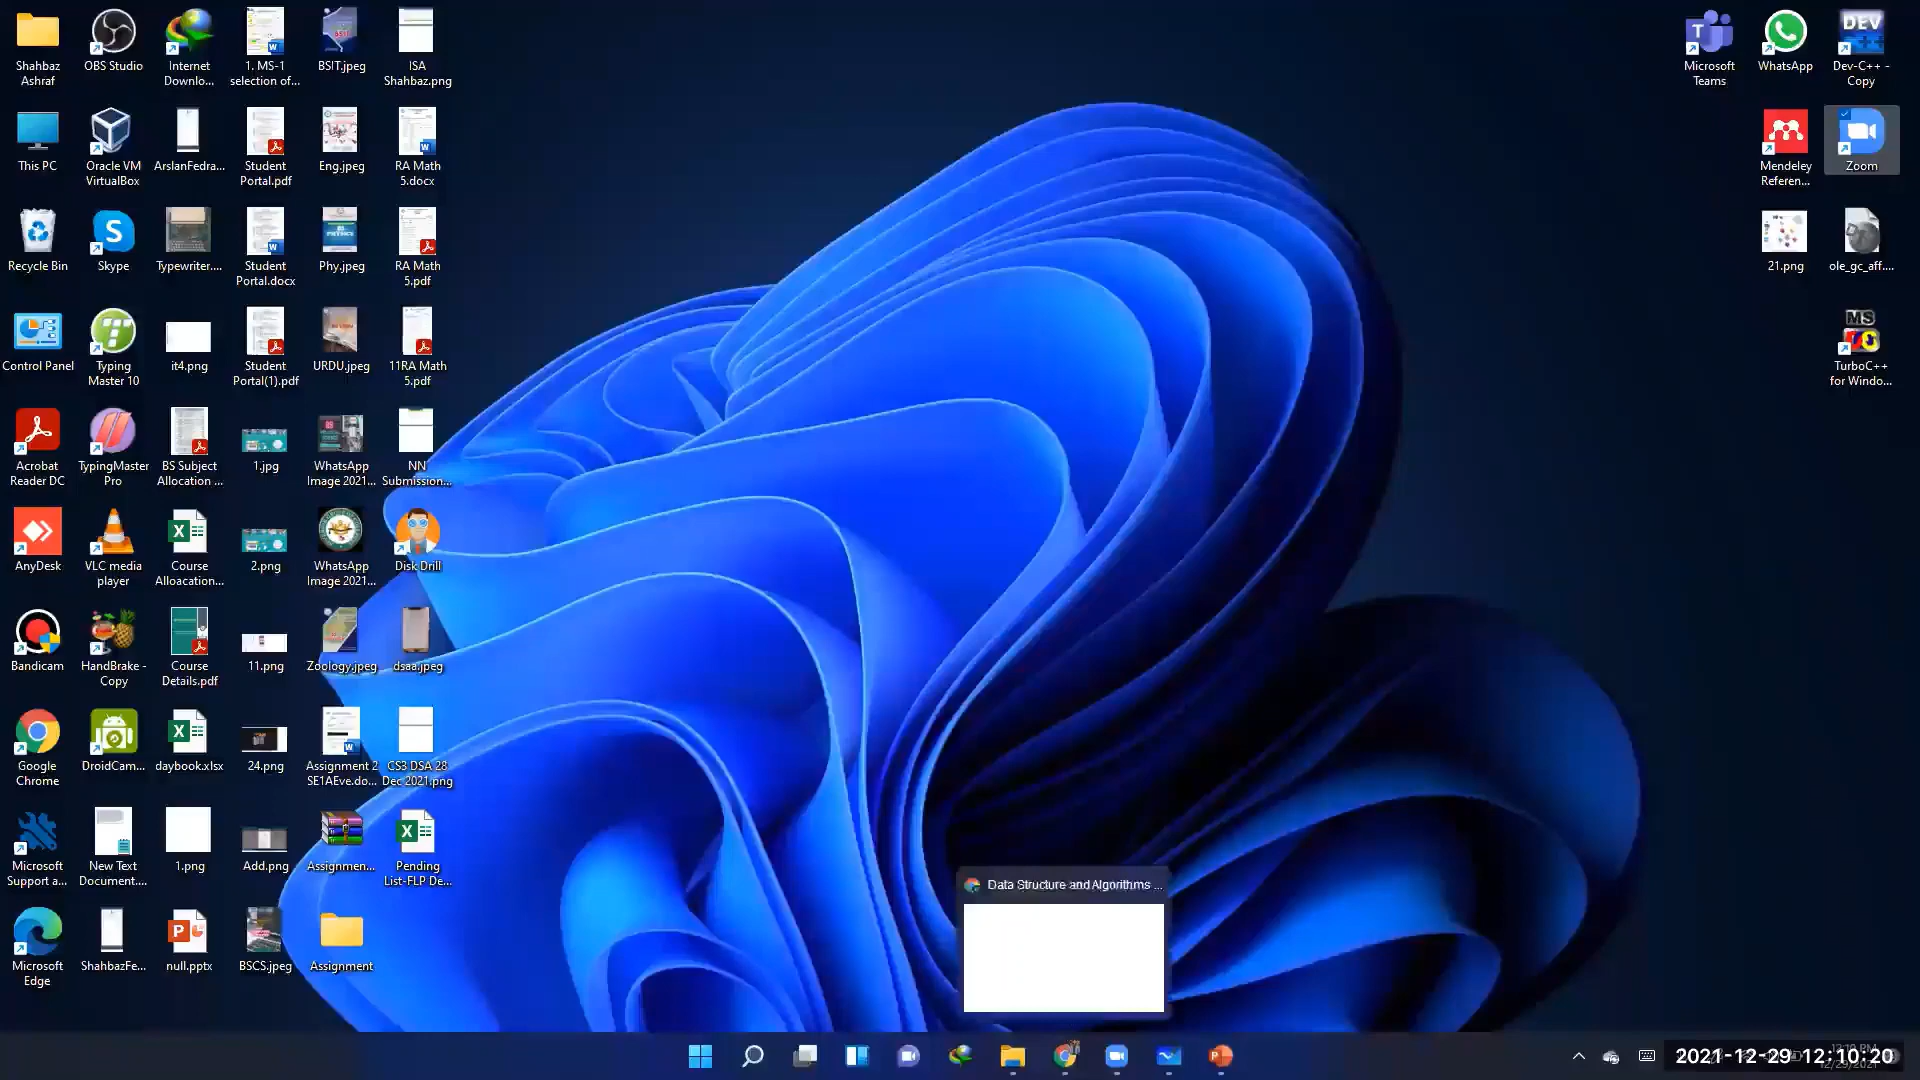 Shahbaz
Ashraf
OBS Studio
Internet
Downlo...
1. MS-1
selection of...
BSIT.jpeg
ISA
Shahbaz.png
Microsoft
Teams
WhatsApp
DEV
Dev-C++ -
Copy
This PC
Oracle VM
VirtualBox
ArslanFedra...
Student
Portal.pdf
Eng.jpeg
RA Math
5.docx
Mendeley
Referen...
Zoom
Recycle Bin
Skype
Typewriter....
Student
Portal.docx
Phy.jpeg
RA Math
5.pdf
21.png
ole_gc_aff....
Control Panel
Typing
Master 10
it4.png
Student
Portal(1).pdf
URDU.jpeg
11RA Math
5.pdf
MS
TurboC++
for Windo...
Acrobat
Reader DC
TypingMaster
Pro
BS Subject
Allocation ...
1.jpg
WhatsApp
Image 2021...
NN
Submission...
AnyDesk
VLC media
player
Course
Alloacation...
2.png
WhatsApp
Image 2021...
Disk Drill
Bandicam
HandBrake -
Copy
Course
Details.pdf
11.png
Zoology.jpeg
dsaa.jpeg
Google
Chrome
DroidCam...
daybook.xlsx
24.png
Assignment 2
SE1AEve.do...
CS3 DSA 28
Dec 2021.png
Microsoft
Support a...
New Text
Document....
1.png
Add.png
Assignmen...
Pending
List-FLP De...
Microsoft
Edge
ShahbazFe...
null.pptx
BSCS.jpeg
Assignment
Data Structure and Algorithms ...
2021-12-29 12:10:20